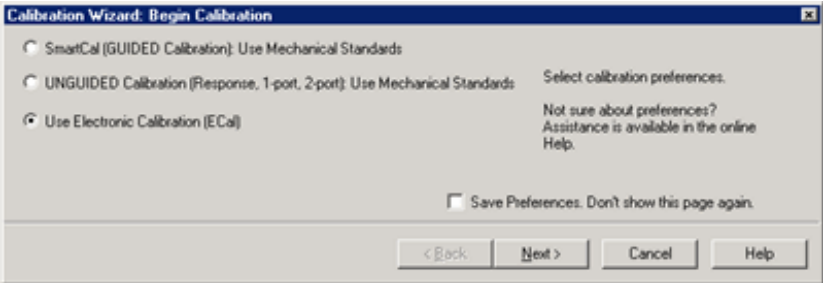 Calibration Wizard: Begin Calibration
SmartCal (GUIDED Calibration): Use Mechanical Standards
UNGUIDED Calibration (Response, 1-port, 2-port): Use Mechanical Standards
Use Electronic Calibration (ECal)
Select calibration preferences.
Not sure about preferences?
Assistance is available in the online
Help.
Save Preferences. Don't show this page again.
< Back
Next >
Cancel
Help